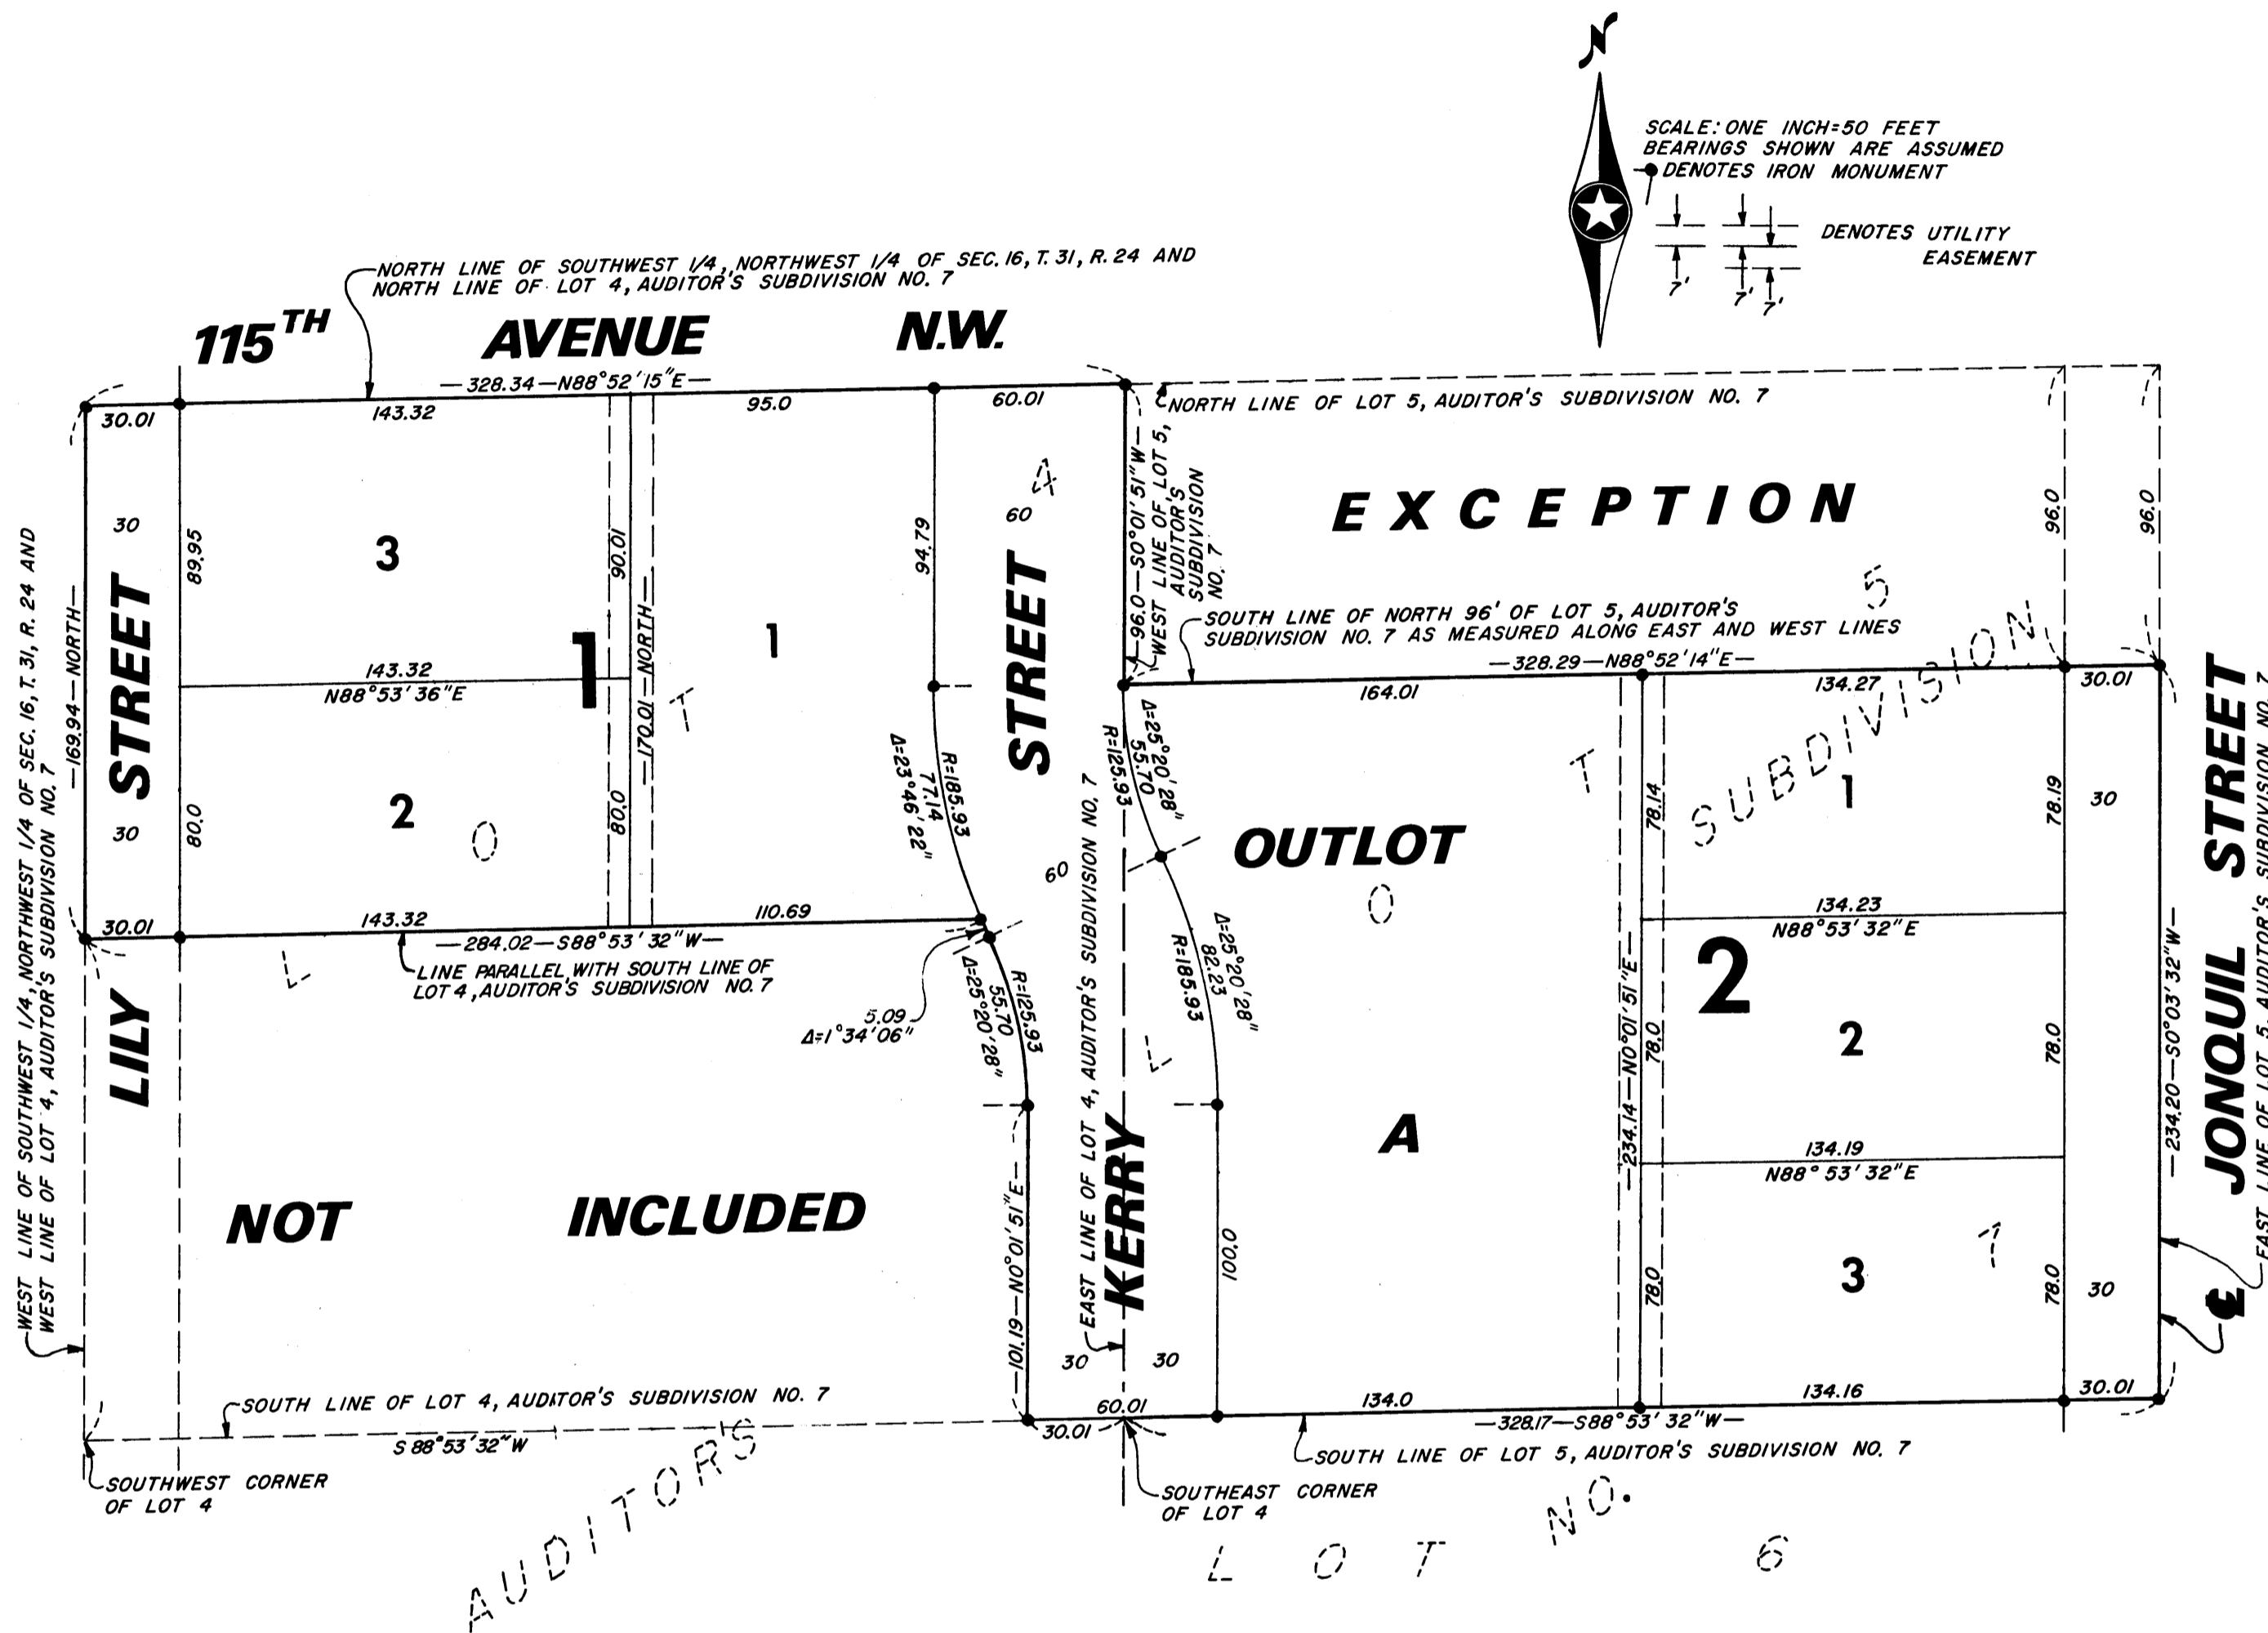 N
SCALE: ONE INCH=50 FEET
BEARINGS SHOWN ARE ASSUMED
DENOTES IRON MONUMENT
DENOTES UTILITY
EASEMENT
7'
7'
7'
NORTH LINE OF SOUTHWEST 1/4, NORTHWEST 1/4 OF SEC. 16, T. 31, R. 24 AND
NORTH LINE OF LOT 4, AUDITOR'S SUBDIVISION NO. 7
115TH AVENUE N.W.
328.34—N88°52'15"E
30.01
143.32
95.0
60.01
NORTH LINE OF LOT 5, AUDITOR'S SUBDIVISION NO. 7
WEST LINE OF SOUTHWEST 1/4, NORTHWEST 1/4 OF SEC. 16, T. 31, R. 24 AND
WEST LINE OF LOT 4, AUDITOR'S SUBDIVISION NO. 7
169.94—NORTH
30
30
LILY STREET
89.95
80.0
3
143.32
N88°53'36"E
2
1
90.01
80.0
170.01—NORTH
1
94.79
R=185.93
77.14
Δ=23°46'22"
60
60
KERRY STREET
96.0—S0°01'51"W
WEST LINE OF LOT 5,
AUDITOR'S
SUBDIVISION
NO. 7
EXCEPTION
96.0
96.0
SOUTH LINE OF NORTH 96' OF LOT 5, AUDITOR'S
SUBDIVISION NO. 7 AS MEASURED ALONG EAST AND WEST LINES
328.29—N88°52'14"E
164.01
134.27
30.01
Δ=25°20'28"
55.70
R=125.93
Δ=25°20'28"
82.23
R=185.93
100.0
OUTLOT
A
78.14
78.0
78.0
234.14—N0°01'51"E
1
134.23
N88°53'32"E
2
2
134.19
N88°53'32"E
3
78.19
78.0
78.0
30
30
234.20—S0°03'32"W
JONQUIL STREET
℄
EAST LINE OF LOT 5, AUDITOR'S SUBDIVISION NO. 7
30.01
143.32
110.69
284.02—S88°53'32"W
LINE PARALLEL WITH SOUTH LINE OF
LOT 4, AUDITOR'S SUBDIVISION NO. 7
5.09
Δ=1°34'06"
R=125.93
55.70
Δ=25°20'28"
101.19—N0°01'51"E
EAST LINE OF LOT 4, AUDITOR'S SUBDIVISION NO. 7
NOT INCLUDED
SOUTH LINE OF LOT 4, AUDITOR'S SUBDIVISION NO. 7
S 88°53'32"W
SOUTHWEST CORNER
OF LOT 4
30
30
60.01
30.01
134.0
134.16
30.01
328.17—S88°53'32"W
SOUTH LINE OF LOT 5, AUDITOR'S SUBDIVISION NO. 7
SOUTHEAST CORNER
OF LOT 4
LOT 4
LOT 5
AUDITOR'S SUBDIVISION
NO. 7
LOT 6